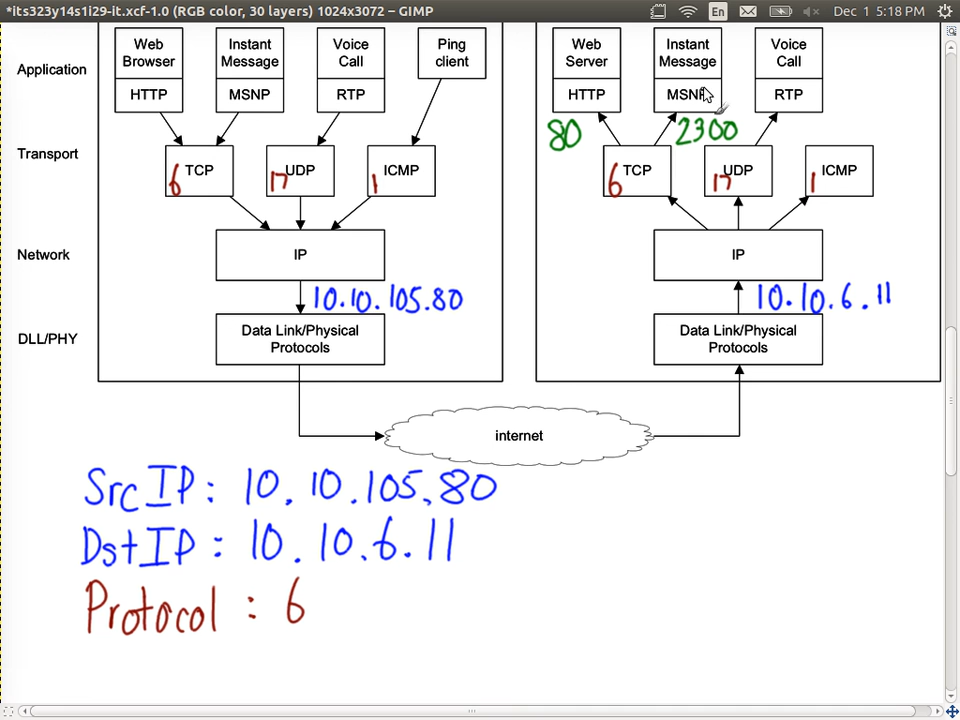 *its323y14s1i29-it.xcf-1.0 (RGB color, 30 layers) 1024x3072 – GIMP
En
Dec 1 5:18 PM
Application
Web Browser
HTTP
Instant Message
MSNP
Voice Call
RTP
Ping client
Web Server
HTTP
Instant Message
MSNP
Voice Call
RTP
80
2300
Transport
6 TCP
17 UDP
1 ICMP
6 TCP
17 UDP
1 ICMP
Network
IP
IP
10.10.105.80
10.10.6.11
DLL/PHY
Data Link/Physical
Protocols
Data Link/Physical
Protocols
internet
Src IP: 10.10.105.80
Dst IP: 10.10.6.11
Protocol: 6